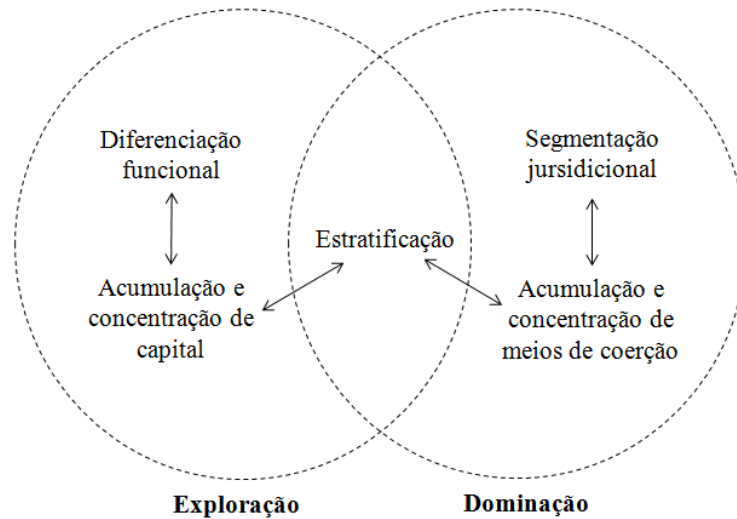 Diferenciação
funcional
Acumulação e
concentração de
capital
Estratificação
Segmentação
jursidicional
Acumulação e
concentração de
meios de coerção
Exploração
Dominação